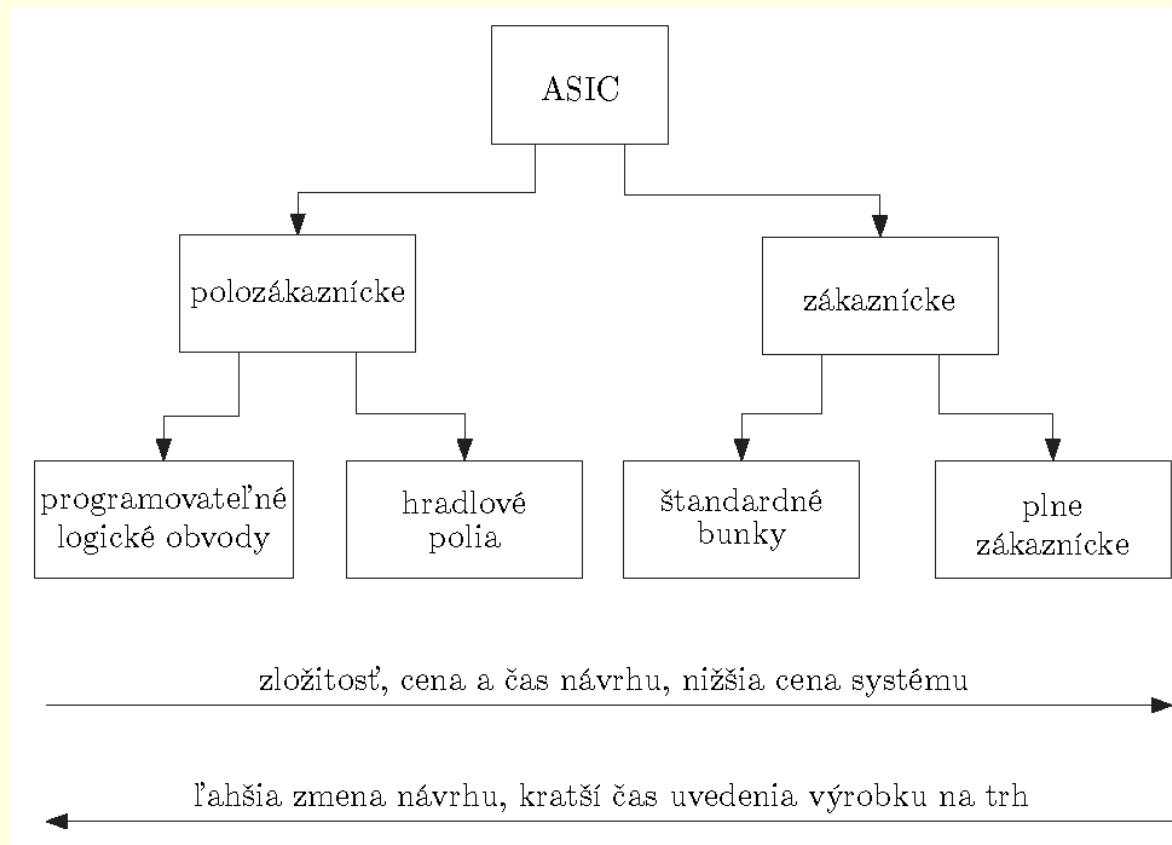 ASIC
polozákaznícke
zákaznícke
programovateľné
logické obvody
hradlové
polia
štandardné
bunky
plne
zákaznícke
zložitosť, cena a čas návrhu, nižšia cena systému
ľahšia zmena návrhu, kratší čas uvedenia výrobku na trh